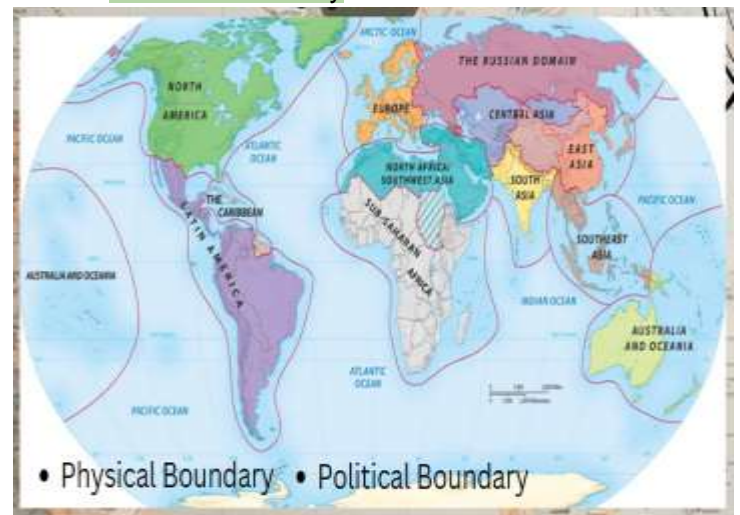 ARCTIC OCEAN
THE RUSSIAN DOMAIN
NORTH
AMERICA
EUROPE
CENTRAL ASIA
PACIFIC OCEAN
ATLANTIC
OCEAN
EAST
ASIA
NORTH AFRICA/
SOUTHWEST ASIA
SOUTH
ASIA
PACIFIC OCEAN
THE
CARIBBEAN
LATIN AMERICA
SUB-SAHARAN
AFRICA
SOUTHEAST
ASIA
AUSTRALIA AND OCEANIA
INDIAN OCEAN
AUSTRALIA
AND OCEANIA
ATLANTIC
OCEAN
PACIFIC OCEAN
• Physical Boundary • Political Boundary